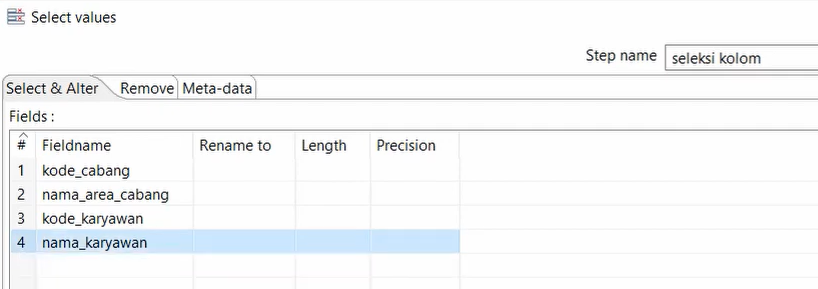 Select values
Step name seleksi kolom
Select & Alter Remove Meta-data
Fields :
# Fieldname Rename to Length Precision
1 kode_cabang
2 nama_area_cabang
3 kode_karyawan
4 nama_karyawan